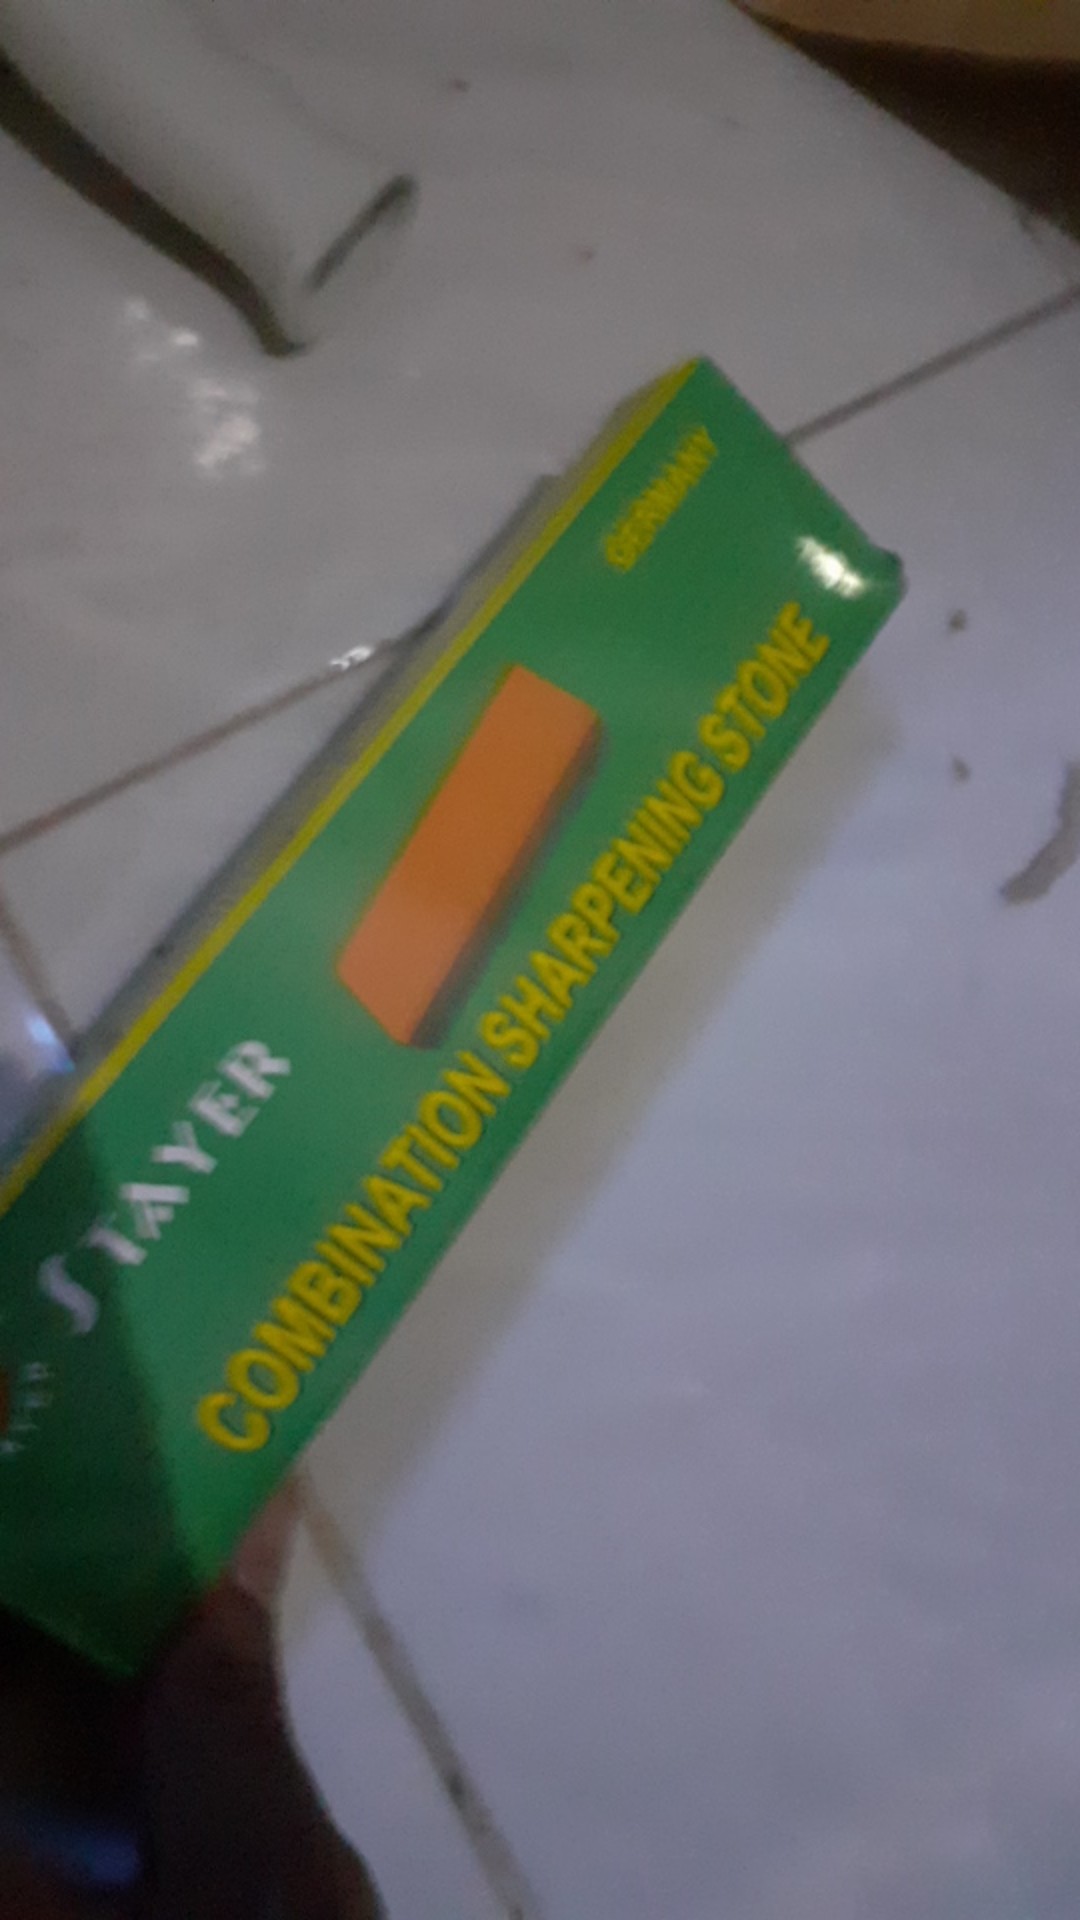 GERMANY
STAYER
COMBINATION SHARPENING STONE